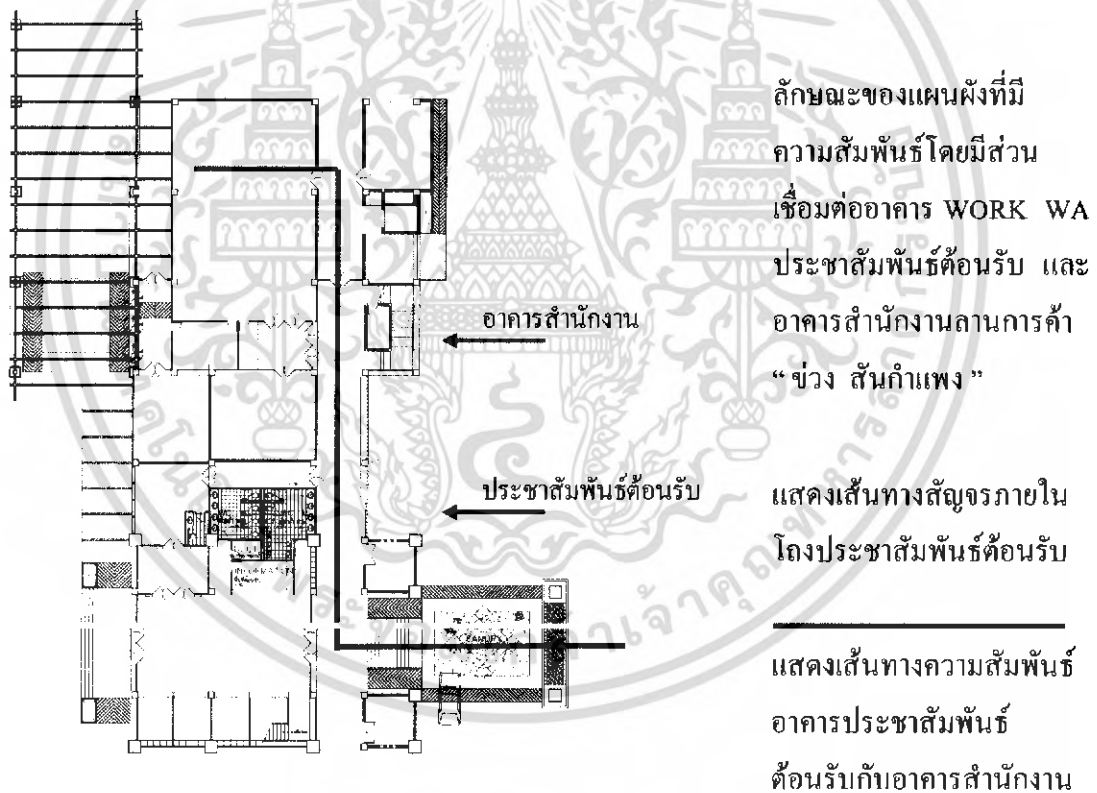 ลักษณะของแผนผังที่มี
ความสัมพันธ์โดยมีส่วน
เชื่อมต่ออาคาร WORK WA
ประชาสัมพันธ์ต้อนรับ และ
อาคารสำนักงานลานการค้า
“ข่วง สันกำแพง”
อาคารสำนักงาน
ประชาสัมพันธ์ต้อนรับ
แสดงเส้นทางสัญจรภายใน
โถงประชาสัมพันธ์ต้อนรับ
แสดงเส้นทางความสัมพันธ์
อาคารประชาสัมพันธ์
ต้อนรับกับอาคารสำนักงาน